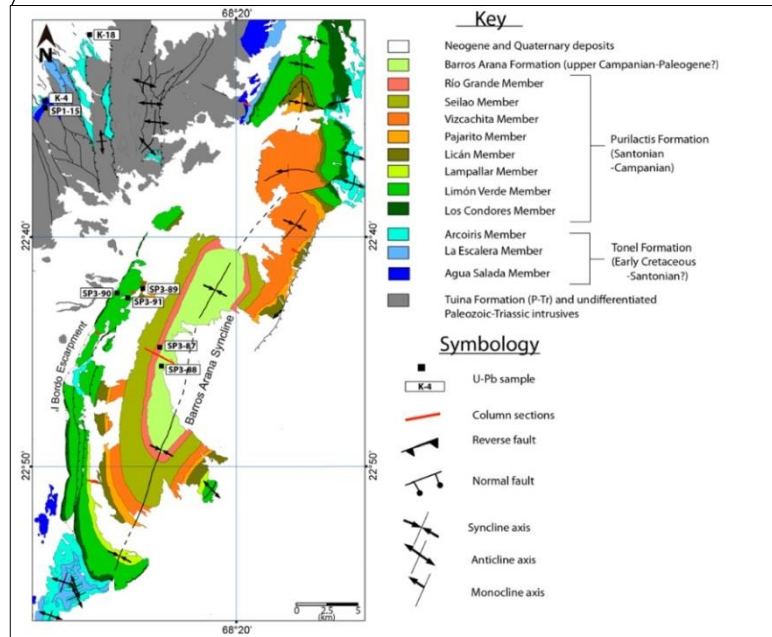 68°20'
N
K-18
K-4
SP1-15
22°40'
22°40'
SP3-89
SP3-90
SP3-91
SP3-87
SP3-88
l Bordo Escarpment
Barros Arana Syncline
22°50'
22°50'
0 2.5 5
(km)
68°20'
Key
Neogene and Quaternary deposits
Barros Arana Formation (upper Campanian-Paleogene?)
Río Grande Member
Seilao Member
Vizcachita Member
Pajarito Member
Licán Member
Lampallar Member
Limón Verde Member
Los Condores Member
Purilactis Formation
(Santonian
-Campanian)
Arcoiris Member
La Escalera Member
Agua Salada Member
Tonel Formation
(Early Cretaceous
-Santonian?)
Tuina Formation (P-Tr) and undifferentiated
Paleozoic-Triassic intrusives
Symbology
K-4
U-Pb sample
Column sections
Reverse fault
Normal fault
Syncline axis
Anticline axis
Monocline axis